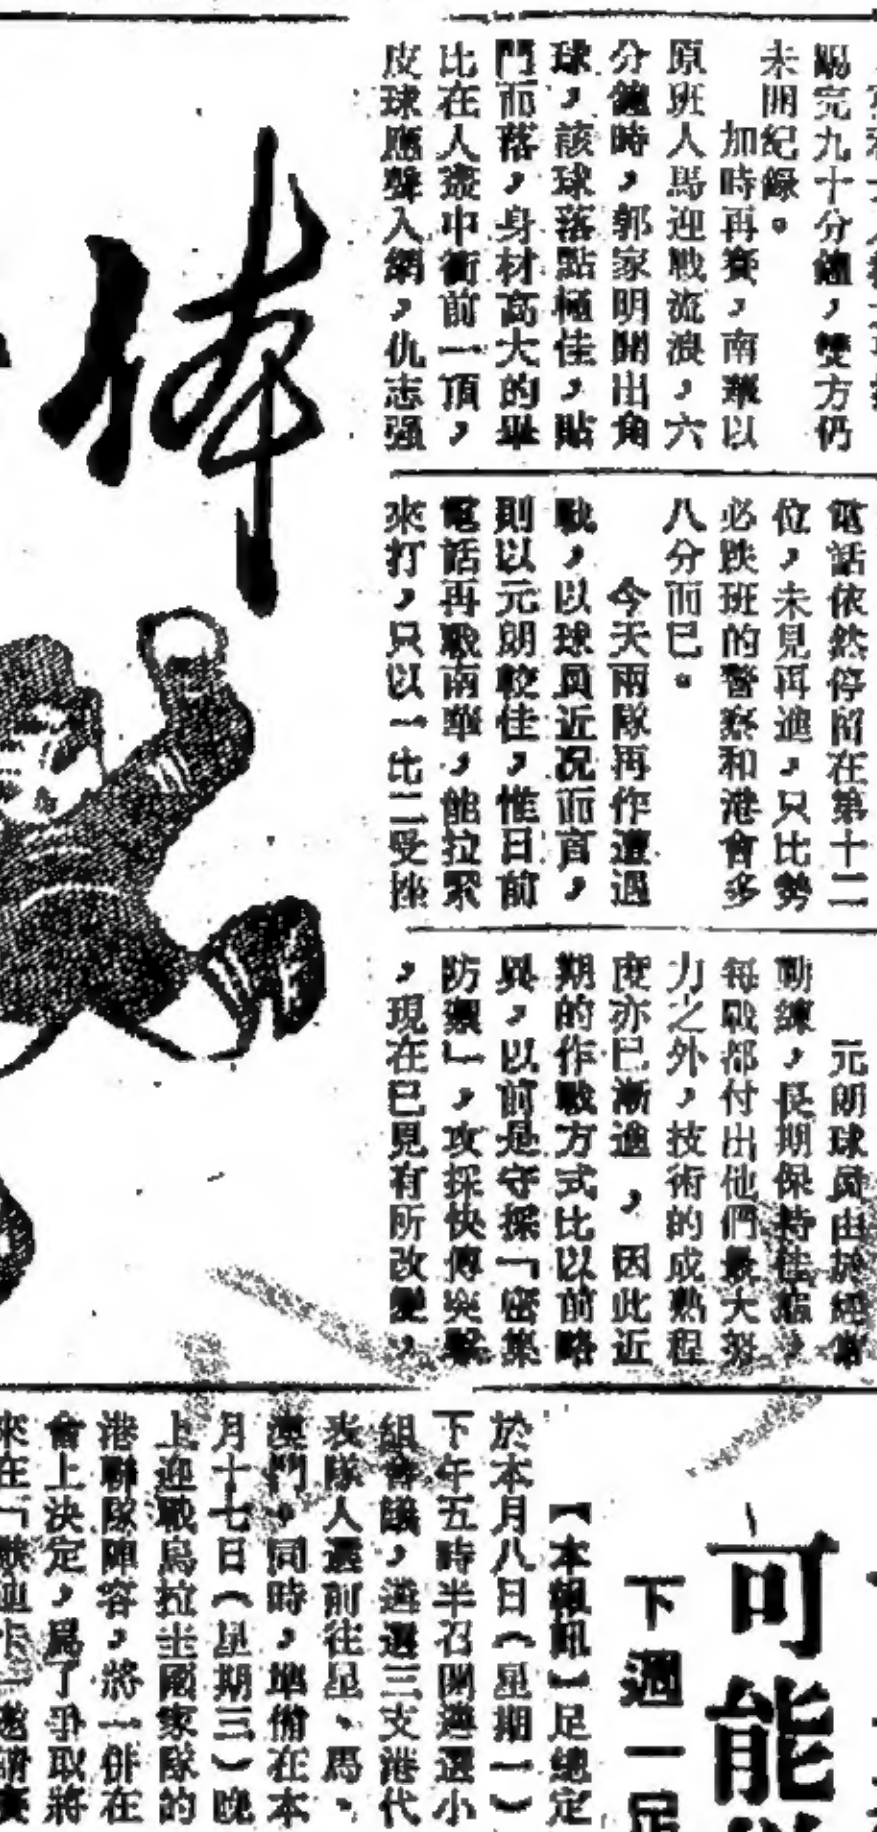 踢完九十分鐘，雙方仍
未開紀錄。
加時再賽，南華以
原班人馬迎戰流浪，六
分鐘時，郭家明開出角
球，該球落點極佳，貼
門而落，身材高大的畢
比在人叢中衝前一頂，
皮球應聲入網，仇志强
電話依然停留在第十二
位，未見再進，只比勢
必跌班的警察和港會多
八分而已。
今天兩隊再作遭遇
戰，以球員近況而言，
則以元朗較佳，惟日前
電話再戰南華，能拉緊
來打，只以一比二受挫
元朗球員由於經常
勤練，長期保持佳態，
每戰都付出他們最大努
力之外，技術的成熟程
度亦已漸進，因此近
期的作戰方式比以前略
異，以前是守採「密集
防禦」，攻採快傳突擊
，現在已見有所改變，
体
可能
下週一足
【本報訊】足總定
於本月八日（星期一）
下午五時半召開遴選小
組會議，遴選三支港代
表隊人選前往星、馬、
澳門。同時，準備在本
月十七日（星期三）晚
上迎戰烏拉圭國家隊的
港聯隊陣容，將一併在
會上決定，爲了爭取將